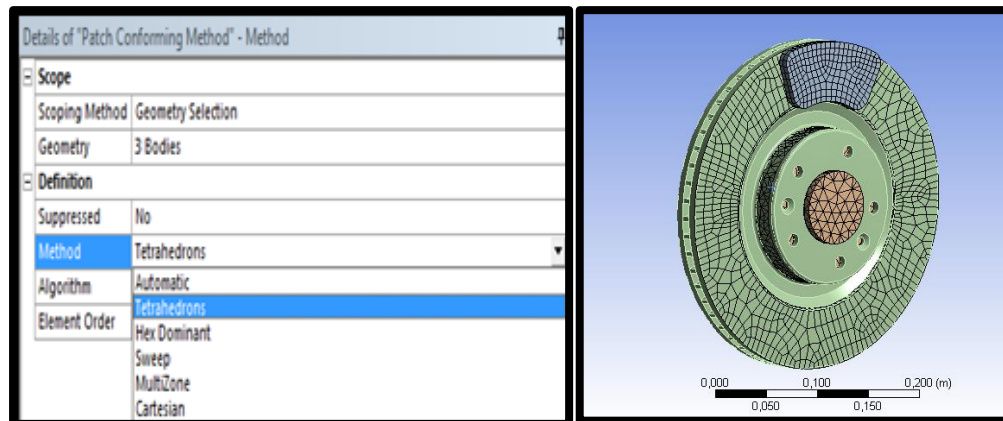 Details of "Patch Conforming Method" - Method
Scope
Scoping Method Geometry Selection
Geometry 3 Bodies
Definition
Suppressed No
Method Tetrahedrons
Algorithm Automatic
Tetrahedrons
Element Order Hex Dominant
Sweep
MultiZone
Cartesian
0,000 0,100 0,200 (m)
0,050 0,150